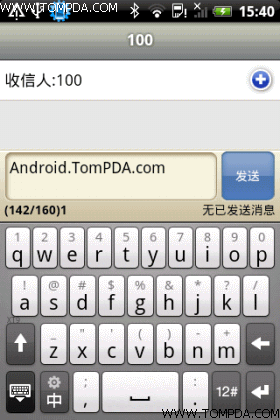 WWW.TOMPDA.COM 15:40
100
收信人:100
Android.TomPDA.com
发送
(142/160)1 无已发送消息
1 2 3 4 5 6 7 8 9 0
q w e r t y u i o p
! @ # $ % & * ? /
a s d f g h j k l
_ ' " ( ) - +
z x c v b n m
中 , . 12#
WWW.TOMPDA.COM